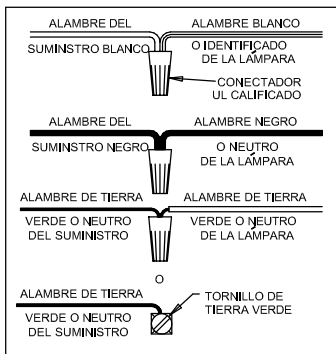 ALAMBRE DEL
ALAMBRE BLANCO
SUMINISTRO BLANCO
O IDENTIFICADO
DE LA LÁMPARA
CONECTADOR
UL CALIFICADO
ALAMBRE DEL
ALAMBRE NEGRO
SUMINSTRO NEGRO
O NEUTRO
DE LA LÁMPARA
ALAMBRE DE TIERRA
ALAMBRE DE TIERRA
VERDE O NEUTRO
DEL SUMINISTRO
VERDE O NEUTRO
DE LA LÁMPARA
O
ALAMBRE DE TIERRA
VERDE O NEUTRO
DEL SUMINISTRO
TORNILLO DE
TIERRA VERDE